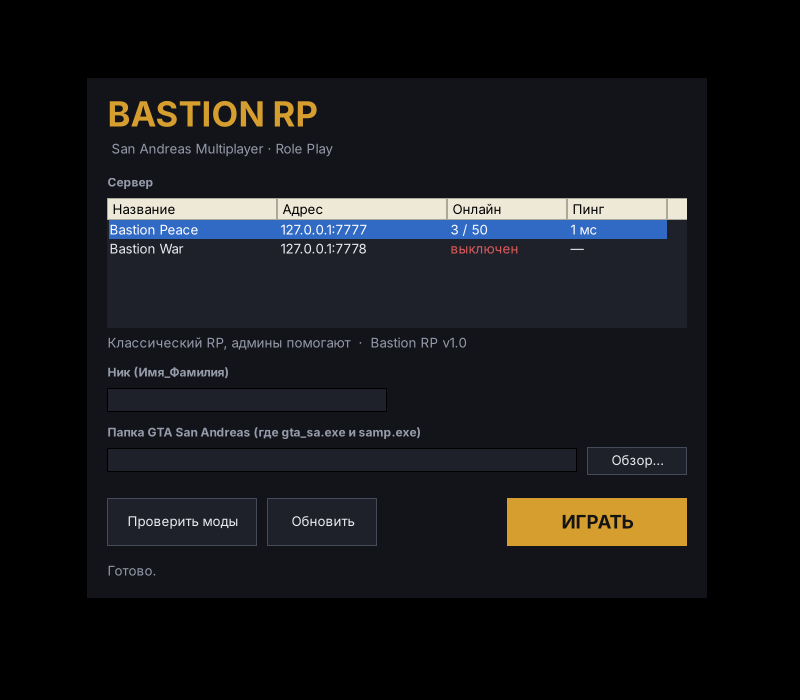 BASTION RP
San Andreas Multiplayer · Role Play
Сервер
Название Адрес Онлайн Пинг
Bastion Peace 127.0.0.1:7777 3 / 50 1 мс
Bastion War 127.0.0.1:7778 выключен —
Классический RP, админы помогают · Bastion RP v1.0
Ник (Имя_Фамилия)
Папка GTA San Andreas (где gta_sa.exe и samp.exe)
Обзор...
Проверить моды Обновить ИГРАТЬ
Готово.